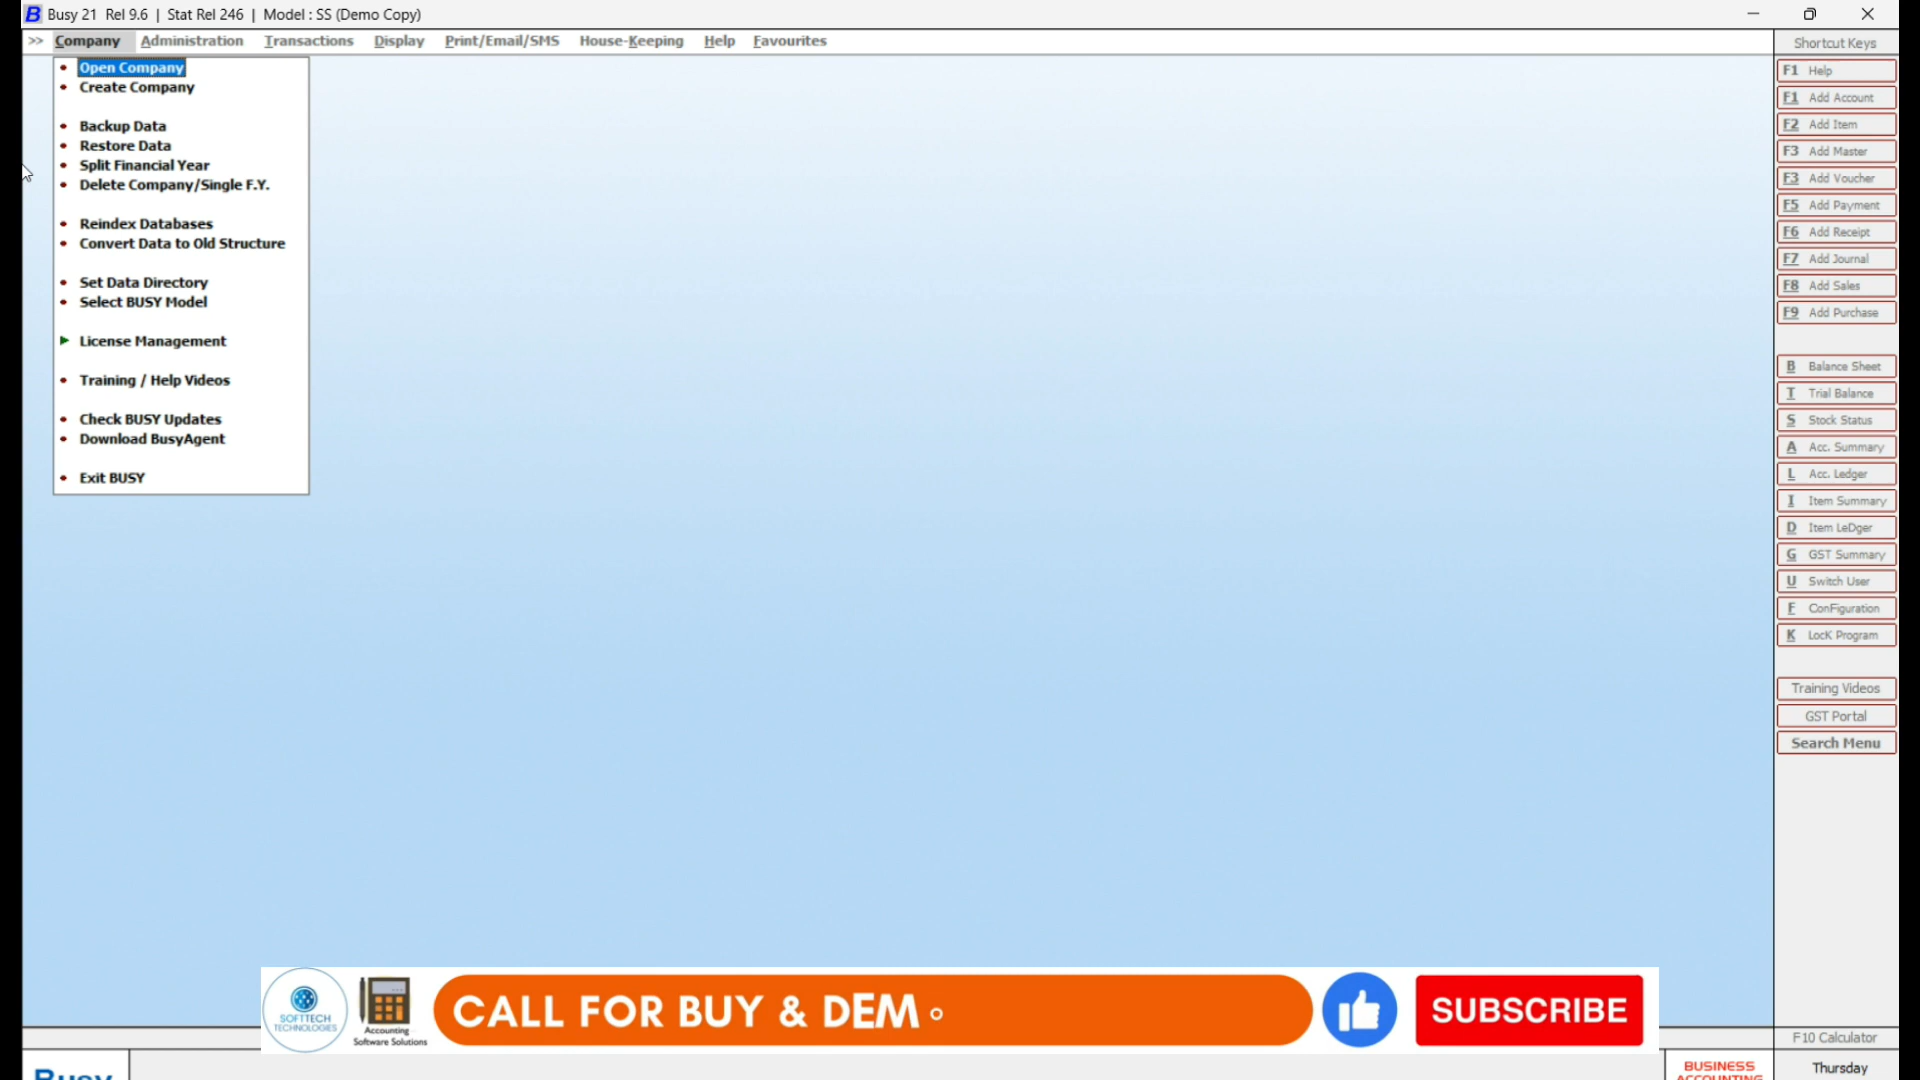 B Busy 21 Rel 9.6 | Stat Rel 246 | Model : SS (Demo Copy)
>> Company Administration Transactions Display Print/Email/SMS House-Keeping Help Favourites
Open Company
Create Company
Backup Data
Restore Data
Split Financial Year
Delete Company/Single F.Y.
Reindex Databases
Convert Data to Old Structure
Set Data Directory
Select BUSY Model
License Management
Training / Help Videos
Check BUSY Updates
Download BusyAgent
Exit BUSY
Shortcut Keys
F1 Help
F1 Add Account
F2 Add Item
F3 Add Master
F3 Add Voucher
F5 Add Payment
F6 Add Receipt
F7 Add Journal
F8 Add Sales
F9 Add Purchase
B Balance Sheet
T Trial Balance
S Stock Status
A Acc. Summary
L Acc. Ledger
I Item Summary
D Item LeDger
G GST Summary
U Switch User
F ConFiguration
K LocK Program
Training Videos
GST Portal
Search Menu
SOFTTECH
TECHNOLOGIES
Accounting
Software Solutions
CALL FOR BUY & DEM
SUBSCRIBE
F10 Calculator
Busy
BUSINESS
ACCOUNTING
Thursday